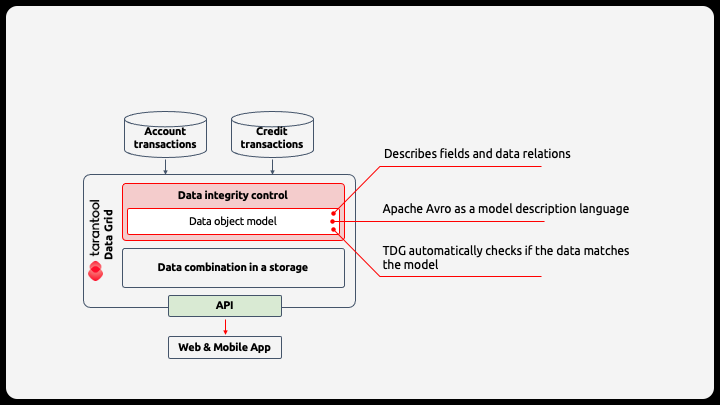 Account
transactions
Credit
transactions
Describes fields and data relations
tarantool
Data Grid
Data integrity control
Data object model
Apache Avro as a model description language
TDG automatically checks if the data matches
the model
Data combination in a storage
API
Web & Mobile App